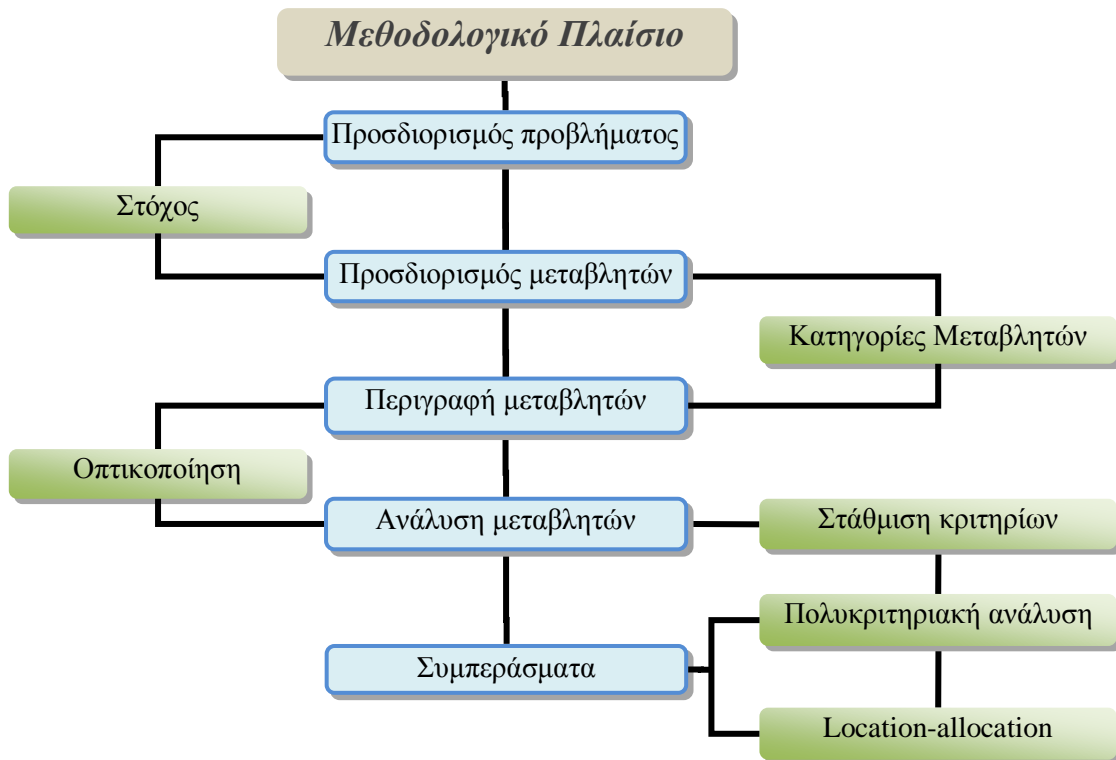 Μεθοδολογικό Πλαίσιο
Προσδιορισμός προβλήματος
Στόχος
Προσδιορισμός μεταβλητών
Κατηγορίες Μεταβλητών
Περιγραφή μεταβλητών
Οπτικοποίηση
Ανάλυση μεταβλητών
Στάθμιση κριτηρίων
Πολυκριτηριακή ανάλυση
Συμπεράσματα
Location-allocation